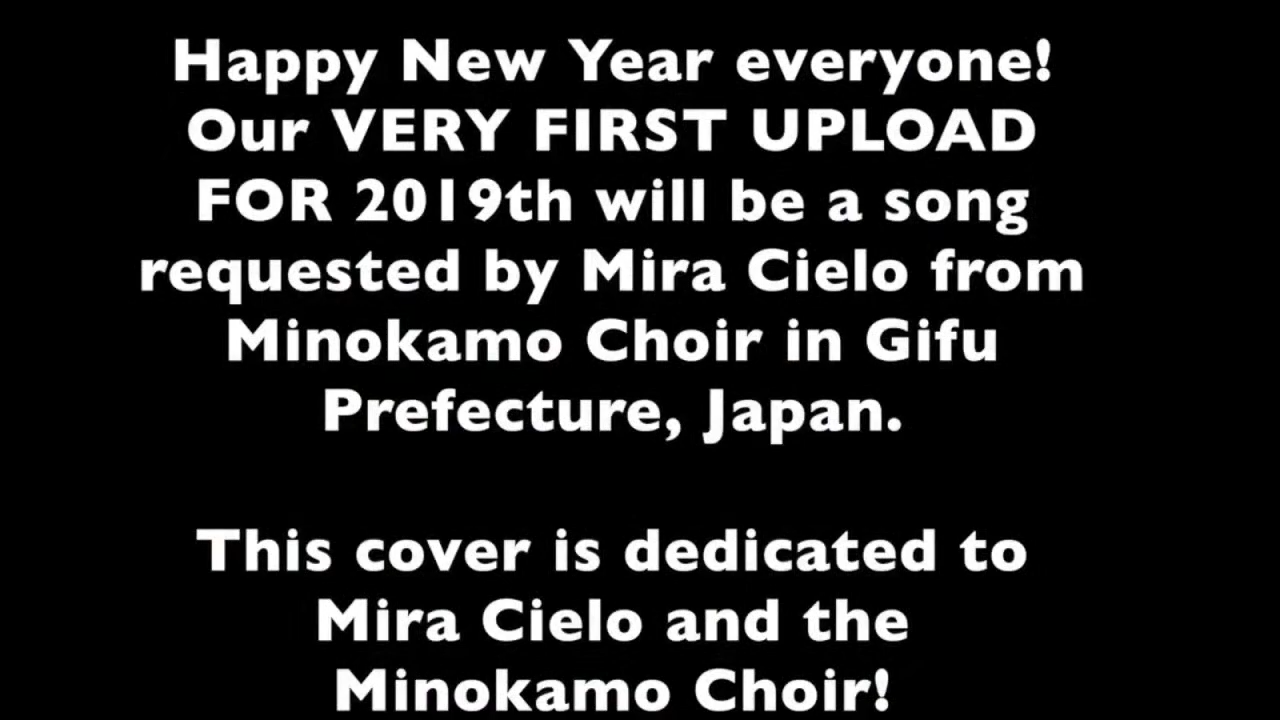 Happy New Year everyone!
Our VERY FIRST UPLOAD
FOR 2019th will be a song
requested by Mira Cielo from
Minokamo Choir in Gifu
Prefecture, Japan.
This cover is dedicated to
Mira Cielo and the
Minokamo Choir!